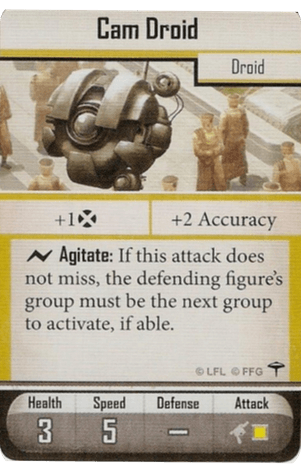 Cam Droid
Droid
+1
+2 Accuracy
Agitate: If this attack does
not miss, the defending figure's
group must be the next group
to activate, if able.
© LFL © FFG
Health Speed Defense Attack
3 5 –